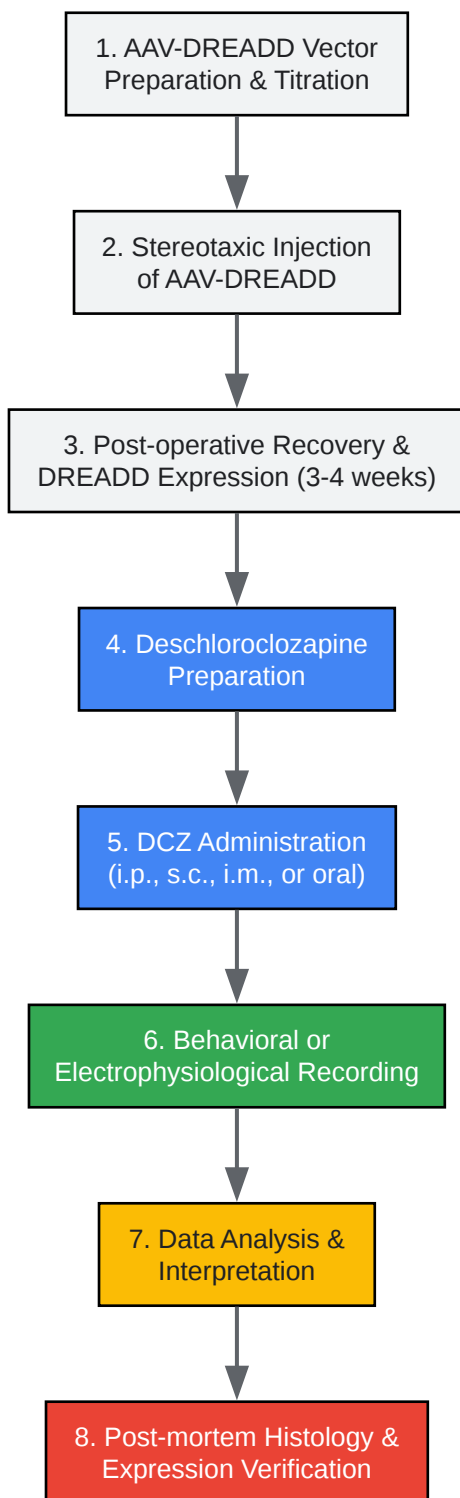 1. AAV-DREADD Vector
Preparation & Titration
2. Stereotaxic Injection
of AAV-DREADD
3. Post-operative Recovery &
DREADD Expression (3-4 weeks)
4. Deschloroclozapine
Preparation
5. DCZ Administration
(i.p., s.c., i.m., or oral)
6. Behavioral or
Electrophysiological Recording
7. Data Analysis &
Interpretation
8. Post-mortem Histology &
Expression Verification